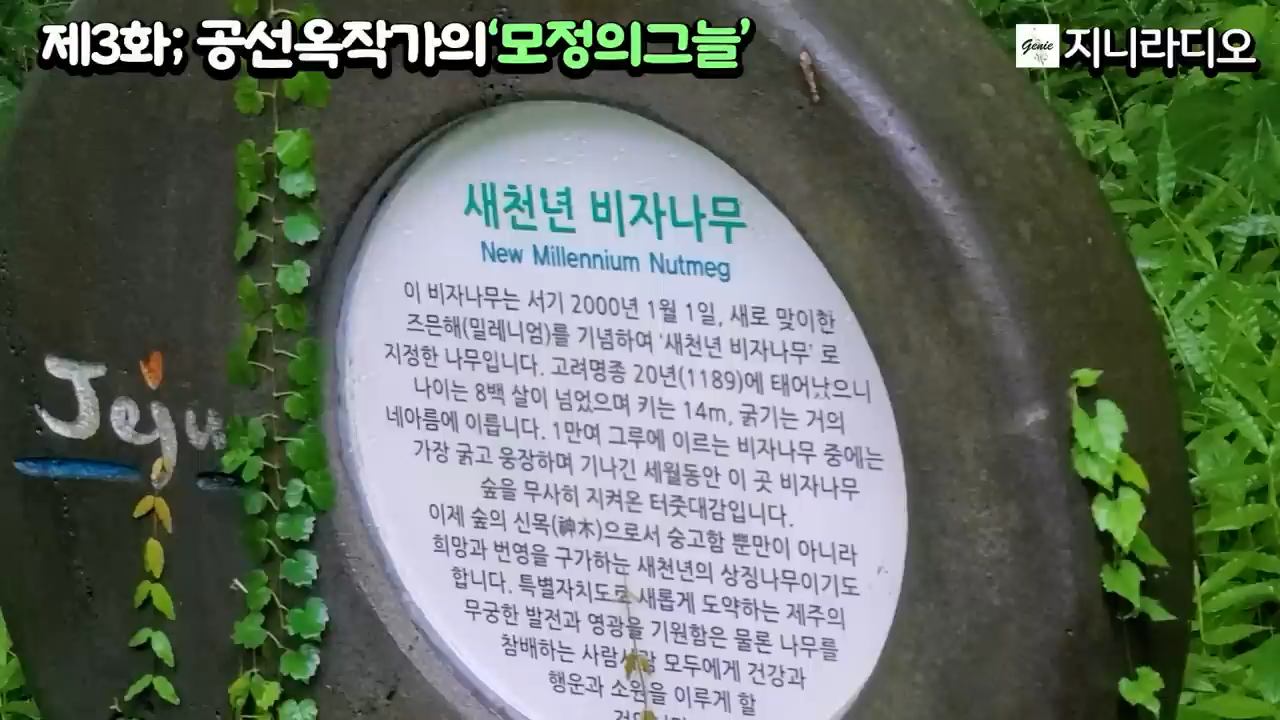 제3화; 공선옥작가의 '모정의그늘'
Genie
지니라디오
새천년 비자나무
New Millennium Nutmeg
이 비자나무는 서기 2000년 1월 1일, 새로 맞이한
즈믄해(밀레니엄)를 기념하여 '새천년 비자나무' 로
지정한 나무입니다. 고려명종 20년(1189)에 태어났으니
나이는 8백 살이 넘었으며 키는 14m, 굵기는 거의
네아름에 이릅니다. 1만여 그루에 이르는 비자나무 중에는
가장 굵고 웅장하며 기나긴 세월동안 이 곳 비자나무
숲을 무사히 지켜온 터줏대감입니다.
이제 숲의 신목(神木)으로서 숭고함 뿐만이 아니라
희망과 번영을 구가하는 새천년의 상징나무이기도
합니다. 특별자치도로 새롭게 도약하는 제주의
무궁한 발전과 영광을 기원함은 물론 나무를
참배하는 사람사람 모두에게 건강과
행운과 소원을 이루게 할
Jeju